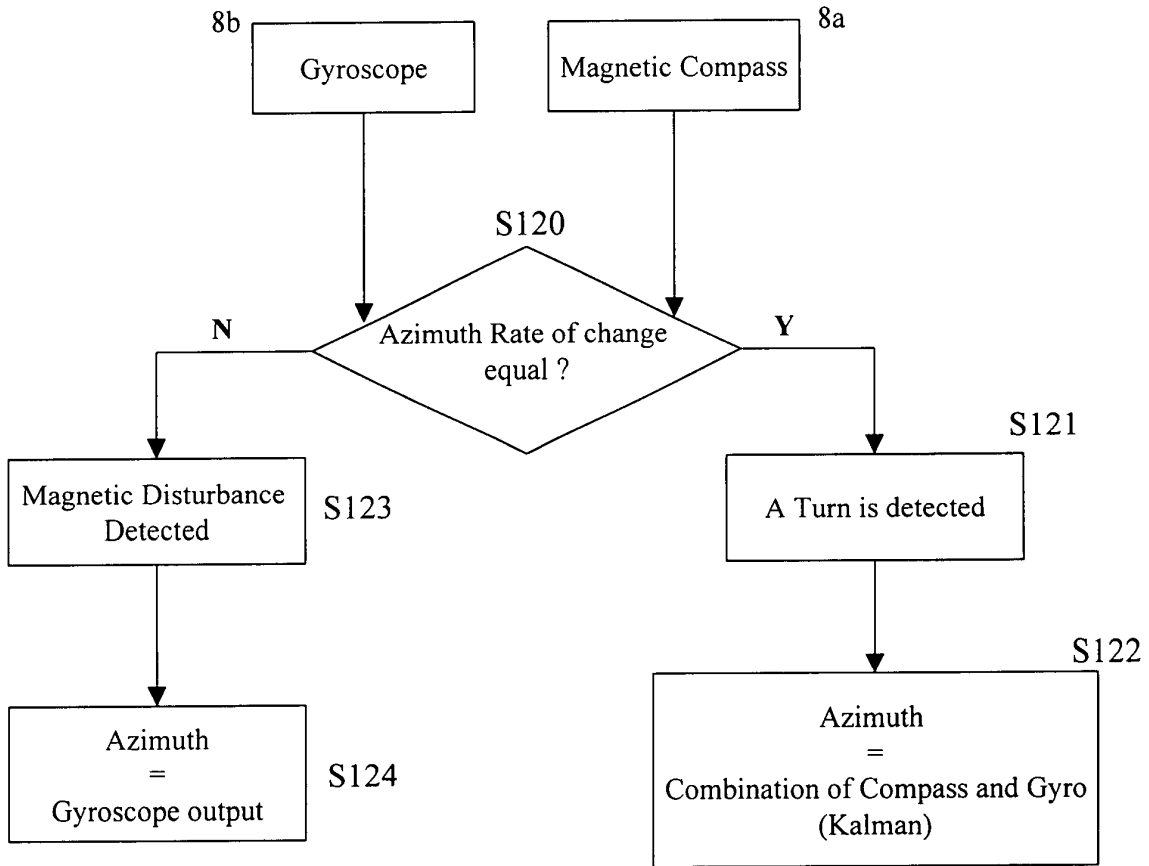 8b
8a
Gyroscope
Magnetic Compass
S120
Azimuth Rate of change
equal ?
N
Y
S121
Magnetic Disturbance
Detected
S123
A Turn is detected
S122
Azimuth
=
Gyroscope output
S124
Azimuth
=
Combination of Compass and Gyro
(Kalman)